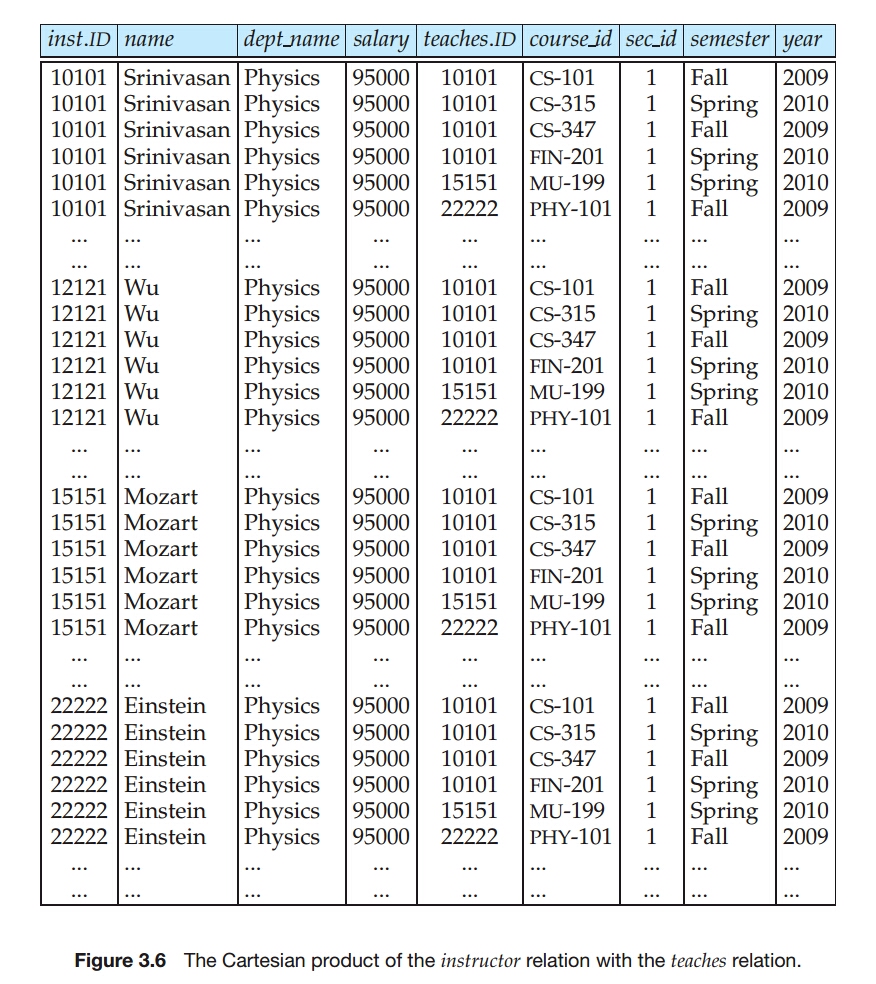 inst.ID name dept_name salary teaches.ID course_id sec_id semester year
10101 Srinivasan Physics 95000 10101 CS-101 1 Fall 2009
10101 Srinivasan Physics 95000 10101 CS-315 1 Spring 2010
10101 Srinivasan Physics 95000 10101 CS-347 1 Fall 2009
10101 Srinivasan Physics 95000 10101 FIN-201 1 Spring 2010
10101 Srinivasan Physics 95000 15151 MU-199 1 Spring 2010
10101 Srinivasan Physics 95000 22222 PHY-101 1 Fall 2009
... ... ... ... ... ... ... ... ...
... ... ... ... ... ... ... ... ...
12121 Wu Physics 95000 10101 CS-101 1 Fall 2009
12121 Wu Physics 95000 10101 CS-315 1 Spring 2010
12121 Wu Physics 95000 10101 CS-347 1 Fall 2009
12121 Wu Physics 95000 10101 FIN-201 1 Spring 2010
12121 Wu Physics 95000 15151 MU-199 1 Spring 2010
12121 Wu Physics 95000 22222 PHY-101 1 Fall 2009
... ... ... ... ... ... ... ... ...
... ... ... ... ... ... ... ... ...
15151 Mozart Physics 95000 10101 CS-101 1 Fall 2009
15151 Mozart Physics 95000 10101 CS-315 1 Spring 2010
15151 Mozart Physics 95000 10101 CS-347 1 Fall 2009
15151 Mozart Physics 95000 10101 FIN-201 1 Spring 2010
15151 Mozart Physics 95000 15151 MU-199 1 Spring 2010
15151 Mozart Physics 95000 22222 PHY-101 1 Fall 2009
... ... ... ... ... ... ... ... ...
... ... ... ... ... ... ... ... ...
22222 Einstein Physics 95000 10101 CS-101 1 Fall 2009
22222 Einstein Physics 95000 10101 CS-315 1 Spring 2010
22222 Einstein Physics 95000 10101 CS-347 1 Fall 2009
22222 Einstein Physics 95000 10101 FIN-201 1 Spring 2010
22222 Einstein Physics 95000 15151 MU-199 1 Spring 2010
22222 Einstein Physics 95000 22222 PHY-101 1 Fall 2009
... ... ... ... ... ... ... ... ...
... ... ... ... ... ... ... ... ...
Figure 3.6 The Cartesian product of the instructor relation with the teaches relation.